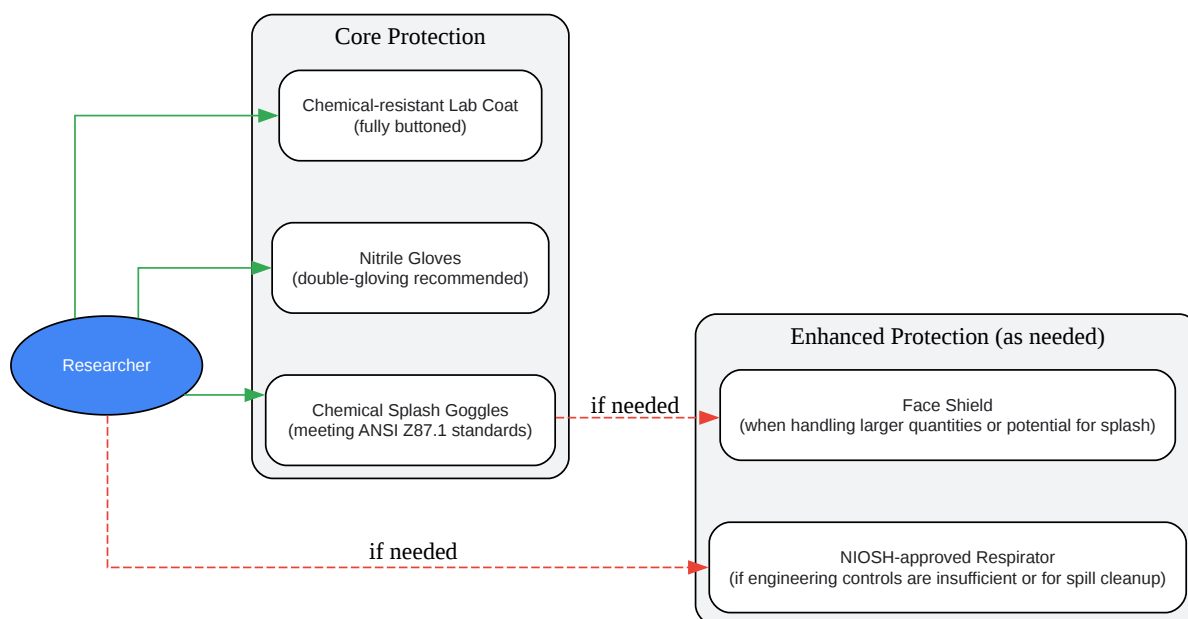 Core Protection
Chemical-resistant Lab Coat
(fully buttoned)
Nitrile Gloves
(double-gloving recommended)
Researcher
Chemical Splash Goggles
(meeting ANSI Z87.1 standards)
if needed
Enhanced Protection (as needed)
Face Shield
(when handling larger quantities or potential for splash)
if needed
NIOSH-approved Respirator
(if engineering controls are insufficient or for spill cleanup)